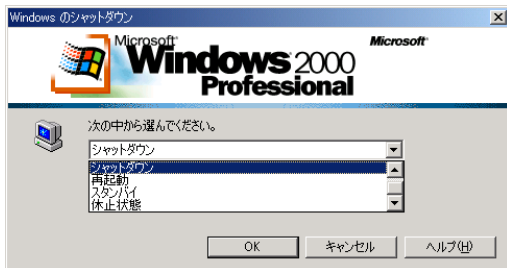 Windows のシャットダウン
Microsoft
Windows 2000
Professional
Microsoft
次の中から選んでください。
シャットダウン
シャットダウン
再起動
スタンバイ
休止状態
OK
キャンセル
ヘルプ(H)